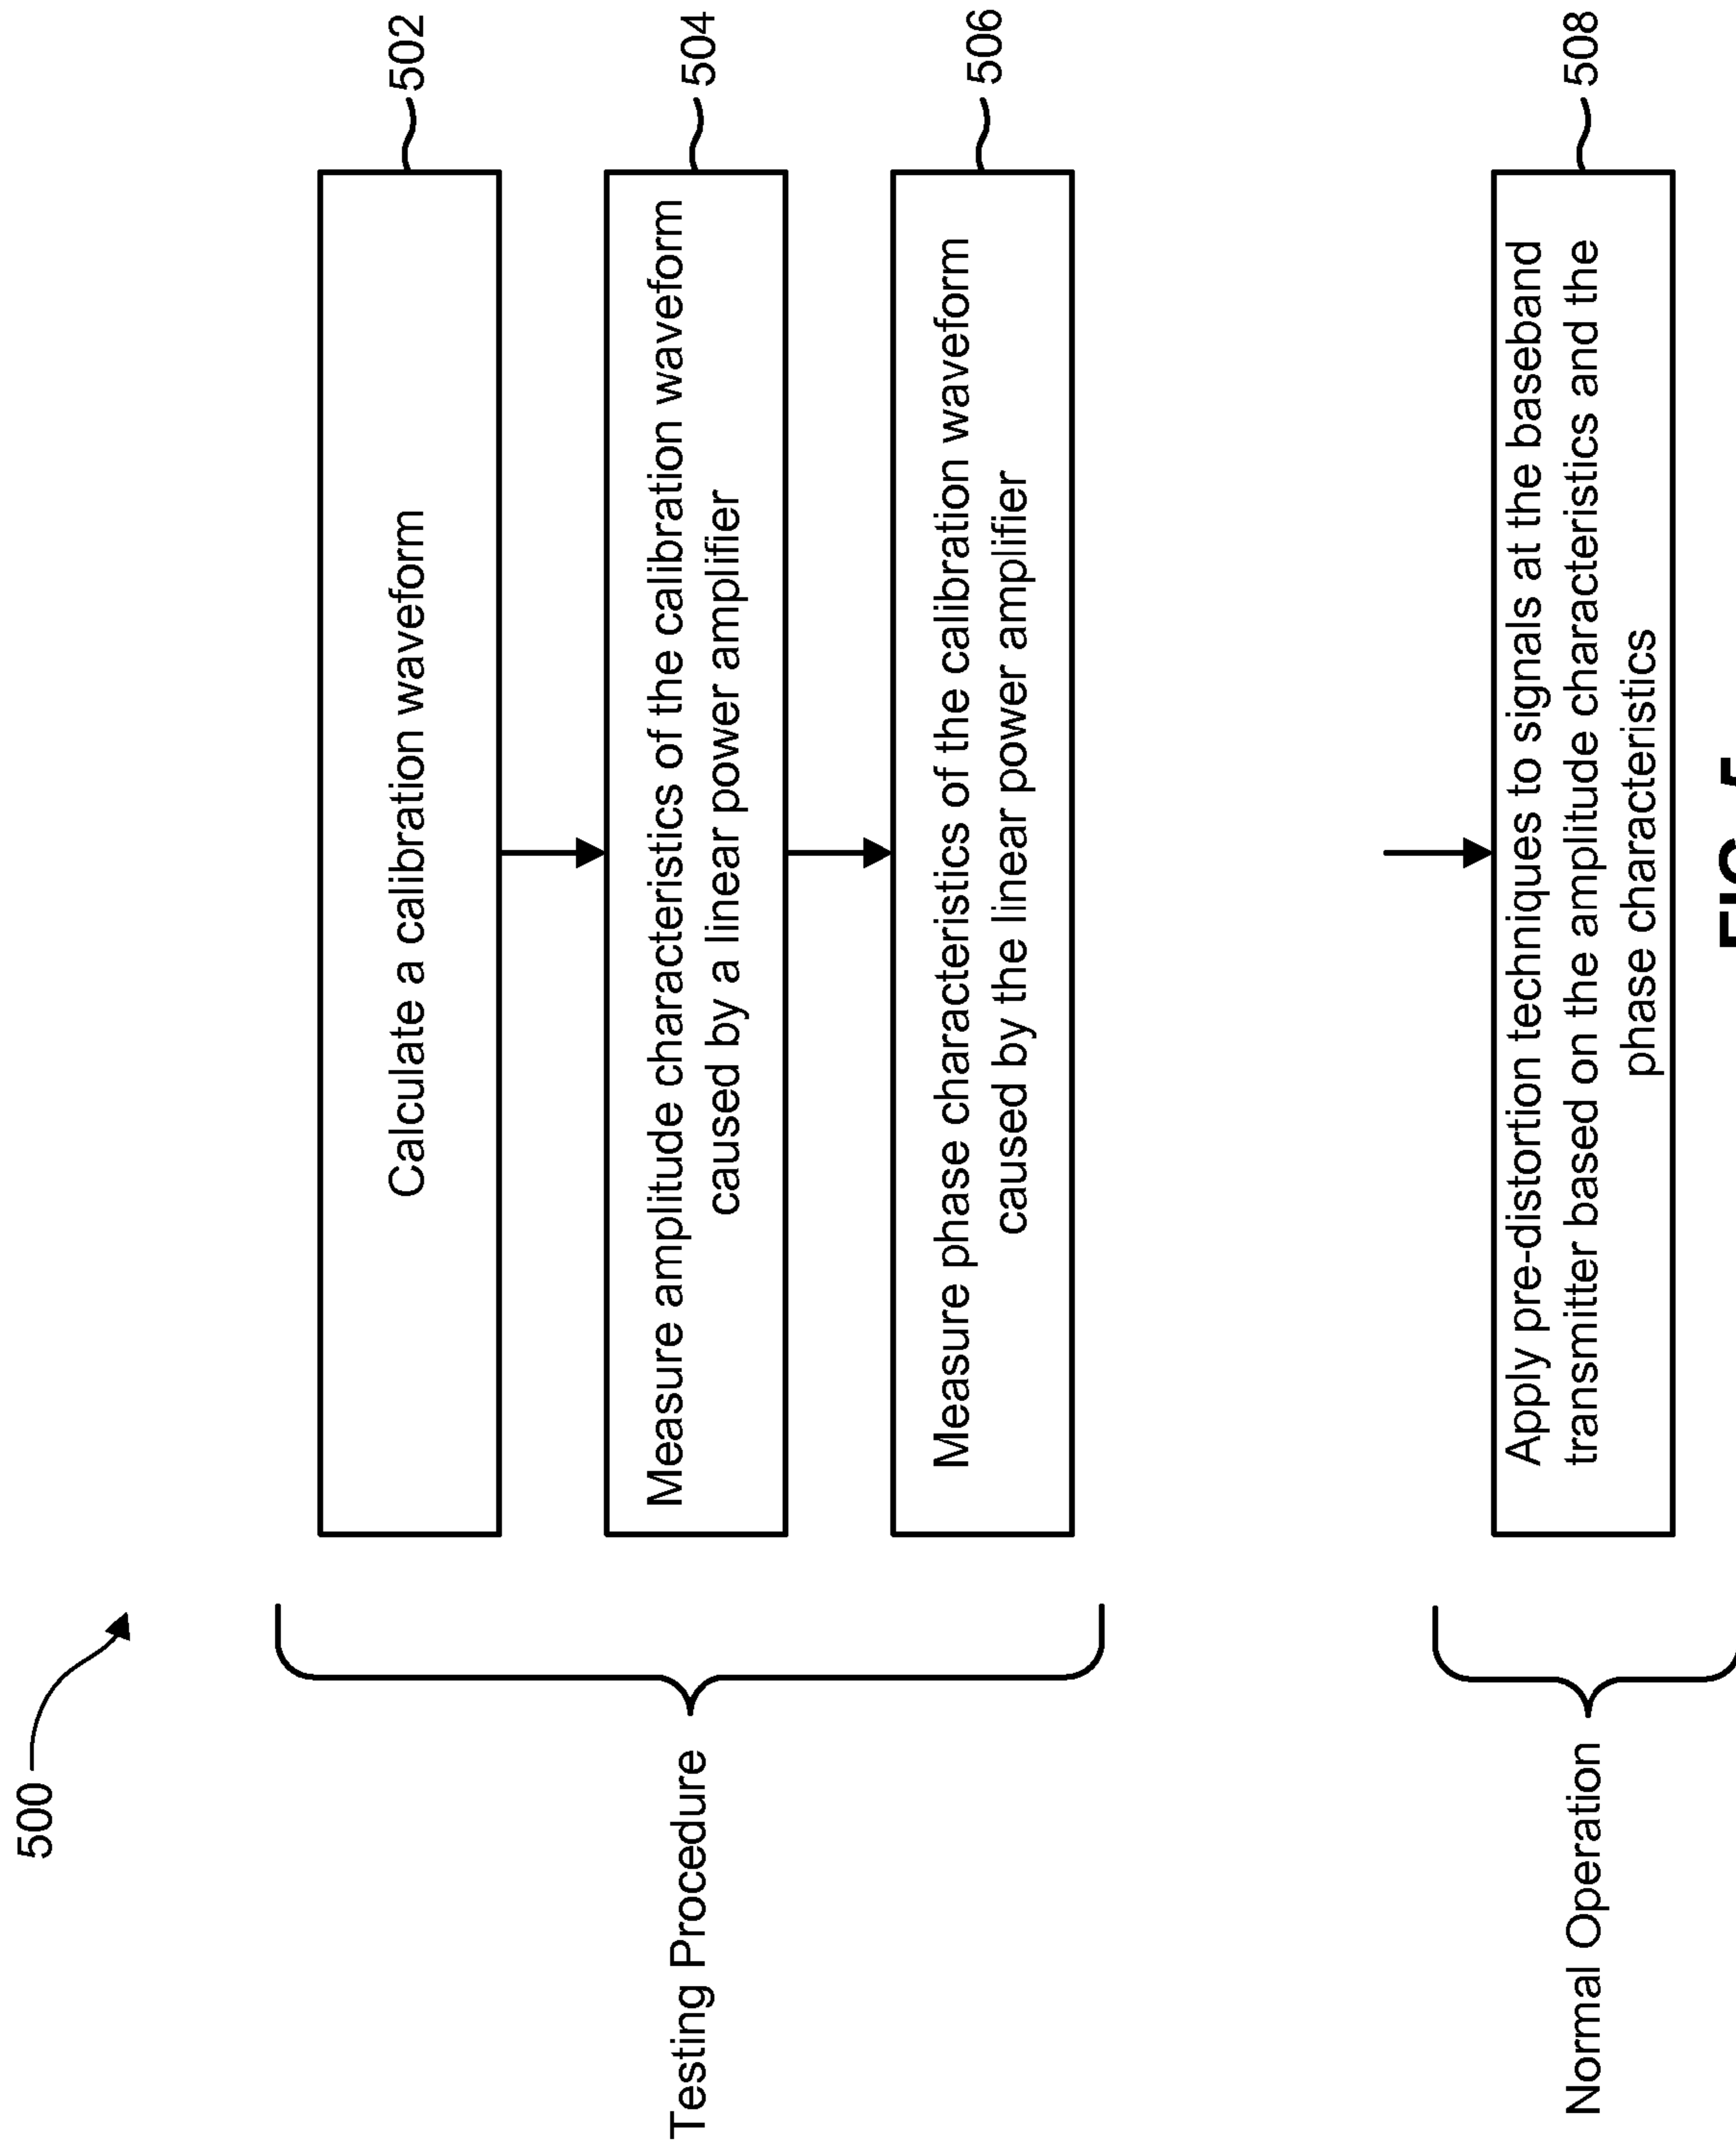 500
Testing Procedure
Calculate a calibration waveform
502
Measure amplitude characteristics of the calibration waveform
caused by a linear power amplifier
504
Measure phase characteristics of the calibration waveform
caused by the linear power amplifier
506
Normal Operation
Apply pre-distortion techniques to signals at the baseband
transmitter based on the amplitude characteristics and the
phase characteristics
508